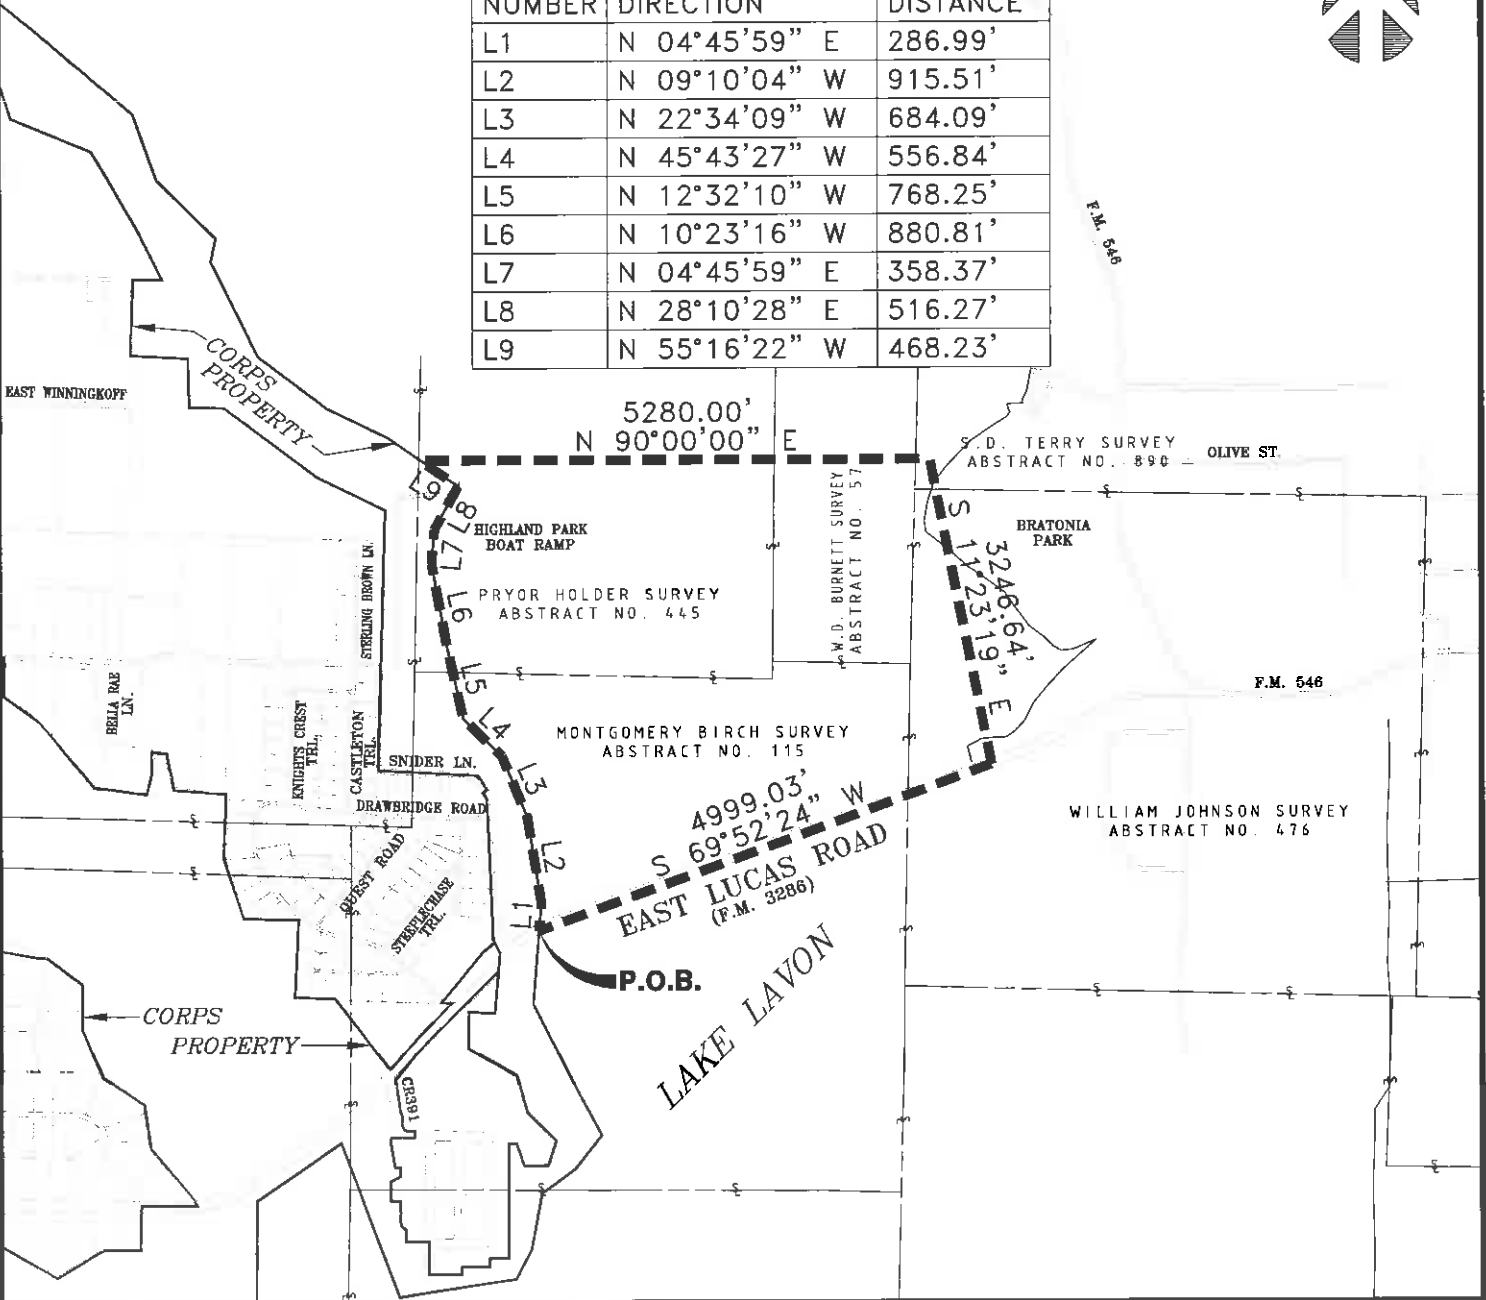 NUMBER DIRECTION DISTANCE
L1 N 04°45'59" E 286.99'
L2 N 09°10'04" W 915.51'
L3 N 22°34'09" W 684.09'
L4 N 45°43'27" W 556.84'
L5 N 12°32'10" W 768.25'
L6 N 10°23'16" W 880.81'
L7 N 04°45'59" E 358.37'
L8 N 28°10'28" E 516.27'
L9 N 55°16'22" W 468.23'
F.M. 546
CORPS
PROPERTY
EAST WINNINGKOFF
5280.00'
N 90°00'00" E
S.D. TERRY SURVEY
ABSTRACT NO. 890
OLIVE ST.
L9
L8
L7
L6
L5
L4
L3
L2
L1
HIGHLAND PARK
BOAT RAMP
W.D. BURNETT SURVEY
ABSTRACT NO. 57
BRATONIA
PARK
3246.64'
S 11°23'19" E
STERLING BROWN LN.
PRYOR HOLDER SURVEY
ABSTRACT NO. 445
F.M. 546
BELLA RAE
LN.
KNIGHTS CREST
TRL.
CASTLETON
TRL.
SNIDER LN.
DRAWBRIDGE ROAD
MONTGOMERY BIRCH SURVEY
ABSTRACT NO. 115
4999.03'
S 69°52'24" W
EAST LUCAS ROAD
(F.M. 3286)
WILLIAM JOHNSON SURVEY
ABSTRACT NO. 476
QUEST ROAD
STEEPLECHASE
TRL.
P.O.B.
LAKE LAVON
CORPS
PROPERTY
CR391